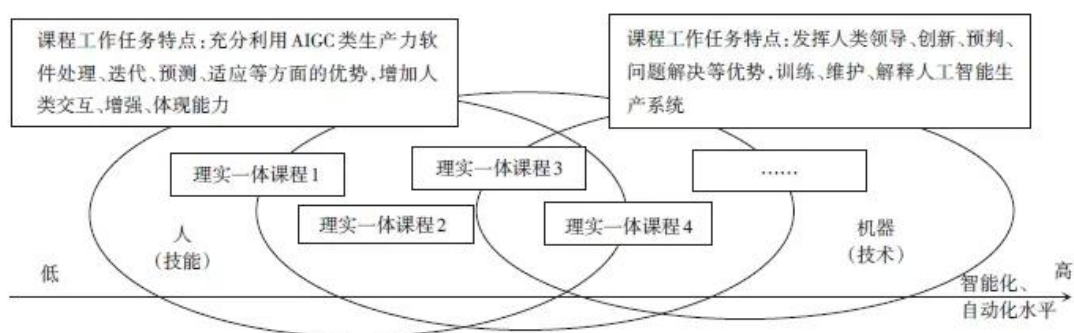 课程工作任务特点:充分利用AIGC类生产力软
件处理、迭代、预测、适应等方面的优势,增加人
类交互、增强、体现能力
课程工作任务特点:发挥人类领导、创新、预判、
问题解决等优势,训练、维护、解释人工智能生
产系统
理实一体课程1
理实一体课程3
……
理实一体课程2
理实一体课程4
人
(技能)
机器
(技术)
低
高
智能化、
自动化水平